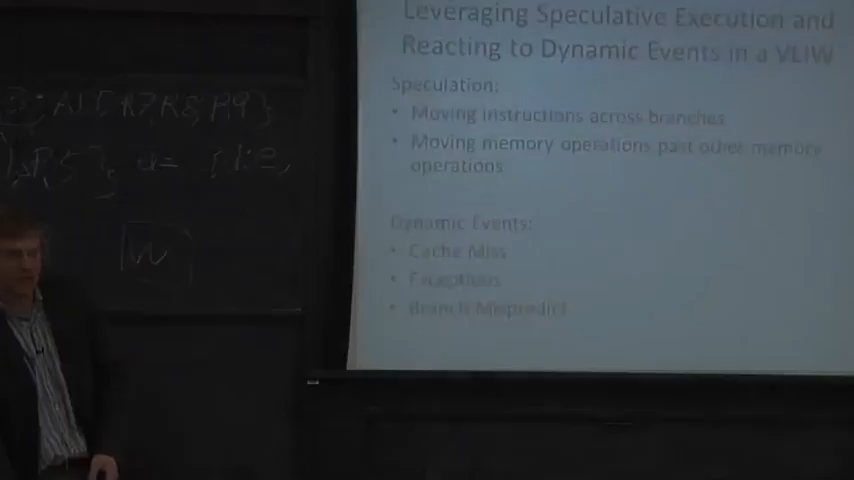 Leveraging Speculative Execution and
Reacting to Dynamic Events in a VLIW
Speculation:
• Moving instructions across branches
• Moving memory operations past other memory
operations
Dynamic Events:
• Cache Miss
• Exceptions
• Branch Mispredict
W